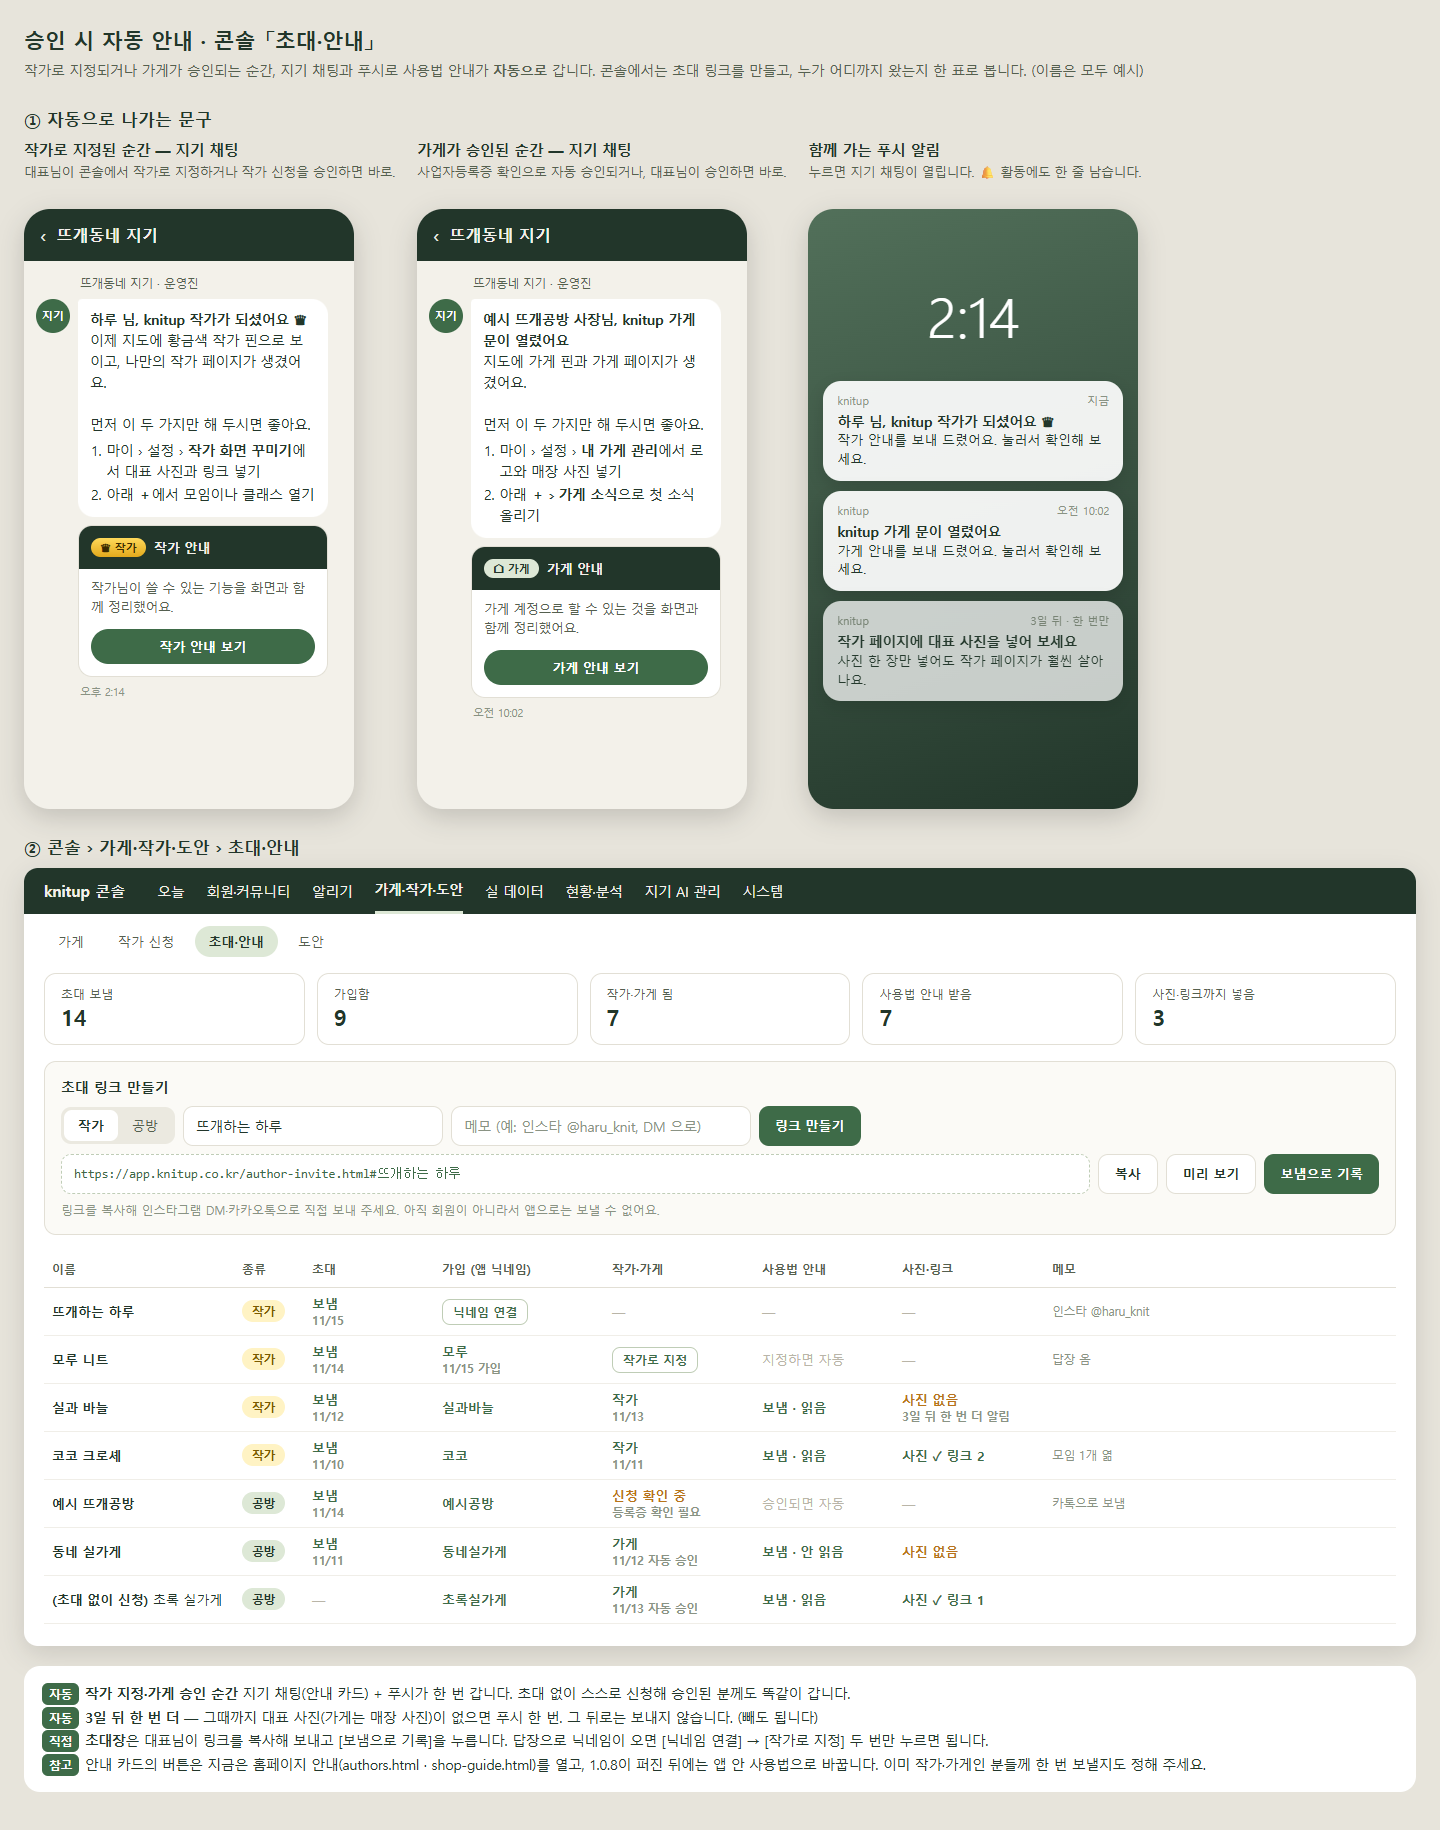 승인 시 자동 안내 · 콘솔 「초대·안내」
작가로 지정되거나 가게가 승인되는 순간, 지기 채팅과 푸시로 사용법 안내가 자동으로 갑니다. 콘솔에서는 초대 링크를 만들고, 누가 어디까지 왔는지 한 표로 봅니다. (이름은 모두 예시)
① 자동으로 나가는 문구
작가로 지정된 순간 — 지기 채팅
대표님이 콘솔에서 작가로 지정하거나 작가 신청을 승인하면 바로.
‹ 뜨개동네 지기
뜨개동네 지기 · 운영진
지기
하루 님, knitup 작가가 되셨어요 ♛
이제 지도에 황금색 작가 핀으로 보
이고, 나만의 작가 페이지가 생겼어
요.
먼저 이 두 가지만 해 두시면 좋아요.
1. 마이 › 설정 › 작가 화면 꾸미기에
서 대표 사진과 링크 넣기
2. 아래 +에서 모임이나 클래스 열기
♛ 작가 작가 안내
작가님이 쓸 수 있는 기능을 화면과 함
께 정리했어요.
작가 안내 보기
오후 2:14
가게가 승인된 순간 — 지기 채팅
사업자등록증 확인으로 자동 승인되거나, 대표님이 승인하면 바로.
‹ 뜨개동네 지기
뜨개동네 지기 · 운영진
지기
예시 뜨개공방 사장님, knitup 가게
문이 열렸어요
지도에 가게 핀과 가게 페이지가 생
겼어요.
먼저 이 두 가지만 해 두시면 좋아요.
1. 마이 › 설정 › 내 가게 관리에서 로
고와 매장 사진 넣기
2. 아래 + › 가게 소식으로 첫 소식
올리기
가게 가게 안내
가게 계정으로 할 수 있는 것을 화면과
함께 정리했어요.
가게 안내 보기
오전 10:02
함께 가는 푸시 알림
누르면 지기 채팅이 열립니다. 🔔 활동에도 한 줄 남습니다.
2:14
knitup 지금
하루 님, knitup 작가가 되셨어요 ♛
작가 안내를 보내 드렸어요. 눌러서 확인해 보
세요.
knitup 오전 10:02
knitup 가게 문이 열렸어요
가게 안내를 보내 드렸어요. 눌러서 확인해 보
세요.
knitup 3일 뒤 · 한 번만
작가 페이지에 대표 사진을 넣어 보세요
사진 한 장만 넣어도 작가 페이지가 훨씬 살아
나요.
② 콘솔 › 가게·작가·도안 › 초대·안내
knitup 콘솔 오늘 회원·커뮤니티 알리기 가게·작가·도안 실 데이터 현황·분석 지기 AI 관리 시스템
가게 작가 신청 초대·안내 도안
초대 보냄
14
가입함
9
작가·가게 됨
7
사용법 안내 받음
7
사진·링크까지 넣음
3
초대 링크 만들기
작가 공방 뜨개하는 하루 메모 (예: 인스타 @haru_knit, DM 으로) 링크 만들기
https://app.knitup.co.kr/author-invite.html#뜨개하는 하루 복사 미리 보기 보냄으로 기록
링크를 복사해 인스타그램 DM·카카오톡으로 직접 보내 주세요. 아직 회원이 아니라서 앱으로는 보낼 수 없어요.
이름 종류 초대 가입 (앱 닉네임) 작가·가게 사용법 안내 사진·링크 메모
뜨개하는 하루 작가 보냄 11/15 닉네임 연결 — — — 인스타 @haru_knit
모루 니트 작가 보냄 11/14 모루 11/15 가입 작가로 지정 지정하면 자동 — 답장 옴
실과 바늘 작가 보냄 11/12 실과바늘 작가 11/13 보냄 · 읽음 사진 없음 3일 뒤 한 번 더 알림
코코 크로셰 작가 보냄 11/10 코코 작가 11/11 보냄 · 읽음 사진 ✓ 링크 2 모임 1개 엶
예시 뜨개공방 공방 보냄 11/14 예시공방 신청 확인 중 등록증 확인 필요 승인되면 자동 — 카톡으로 보냄
동네 실가게 공방 보냄 11/11 동네실가게 가게 11/12 자동 승인 보냄 · 안 읽음 사진 없음
(초대 없이 신청) 초록 실가게 공방 — 초록실가게 가게 11/13 자동 승인 보냄 · 읽음 사진 ✓ 링크 1
자동 작가 지정·가게 승인 순간 지기 채팅(안내 카드) + 푸시가 한 번 갑니다. 초대 없이 스스로 신청해 승인된 분께도 똑같이 갑니다.
자동 3일 뒤 한 번 더 — 그때까지 대표 사진(가게는 매장 사진)이 없으면 푸시 한 번. 그 뒤로는 보내지 않습니다. (빼도 됩니다)
직접 초대장은 대표님이 링크를 복사해 보내고 [보냄으로 기록]을 누릅니다. 답장으로 닉네임이 오면 [닉네임 연결] → [작가로 지정] 두 번만 누르면 됩니다.
참고 안내 카드의 버튼은 지금은 홈페이지 안내(authors.html · shop-guide.html)를 열고, 1.0.8이 퍼진 뒤에는 앱 안 사용법으로 바꿉니다. 이미 작가·가게인 분들께 한 번 보낼지도 정해 주세요.